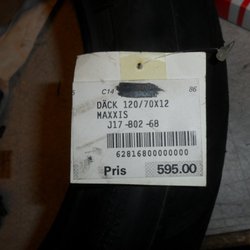 C14 86
DÄCK 120/70X12
MAXXIS
J17-802-68
62816800000000
Pris 595.00